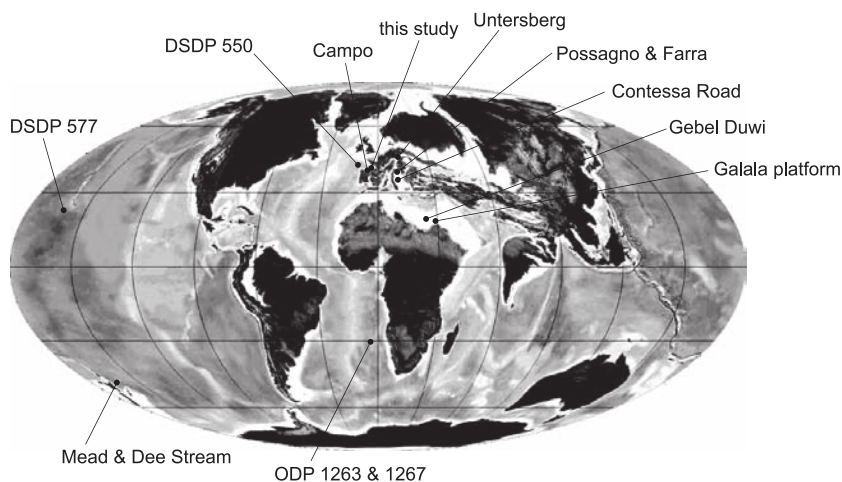 this study
Untersberg
DSDP 550
Campo
Possagno & Farra
Contessa Road
DSDP 577
Gebel Duwi
Galala platform
Mead & Dee Stream
ODP 1263 & 1267